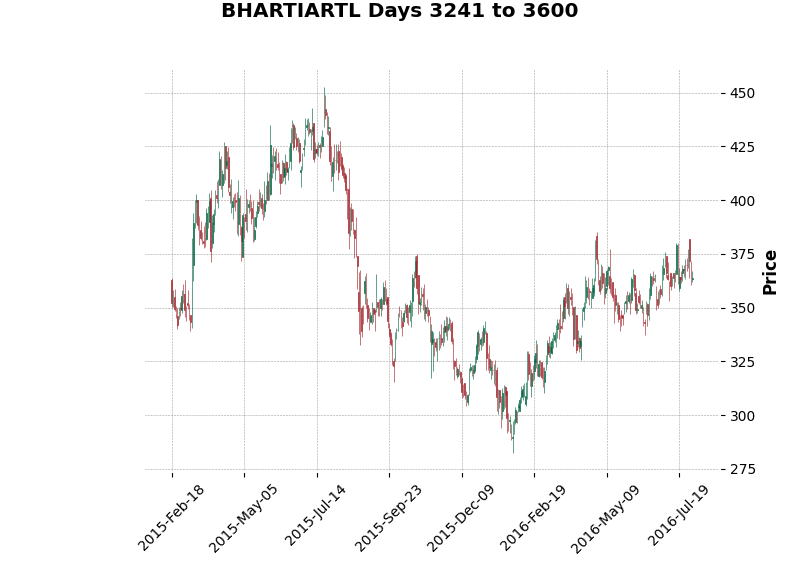 BHARTIARTL Days 3241 to 3600
450
425
400
375
350
325
300
275
Price
2015-Feb-18
2015-May-05
2015-Jul-14
2015-Sep-23
2015-Dec-09
2016-Feb-19
2016-May-09
2016-Jul-19